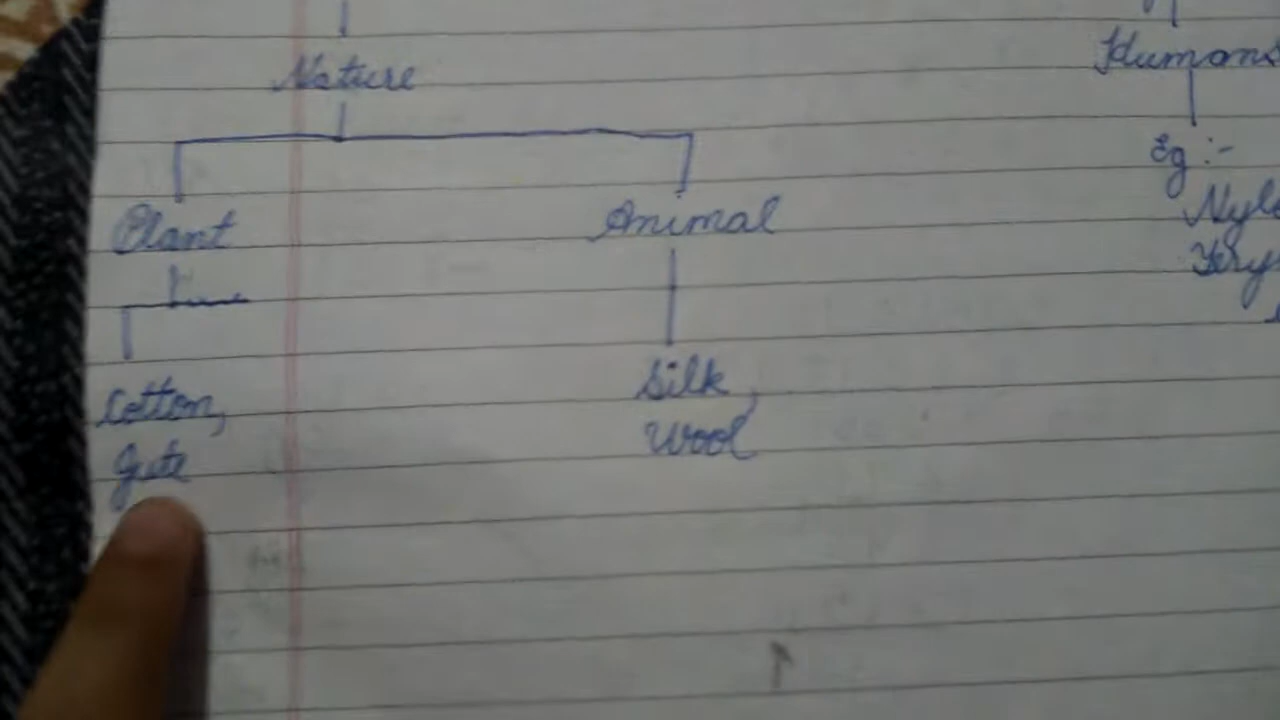 Nature
Humans
Eg :-
Plant
Animal
Cotton,
Jute
Silk,
Wool